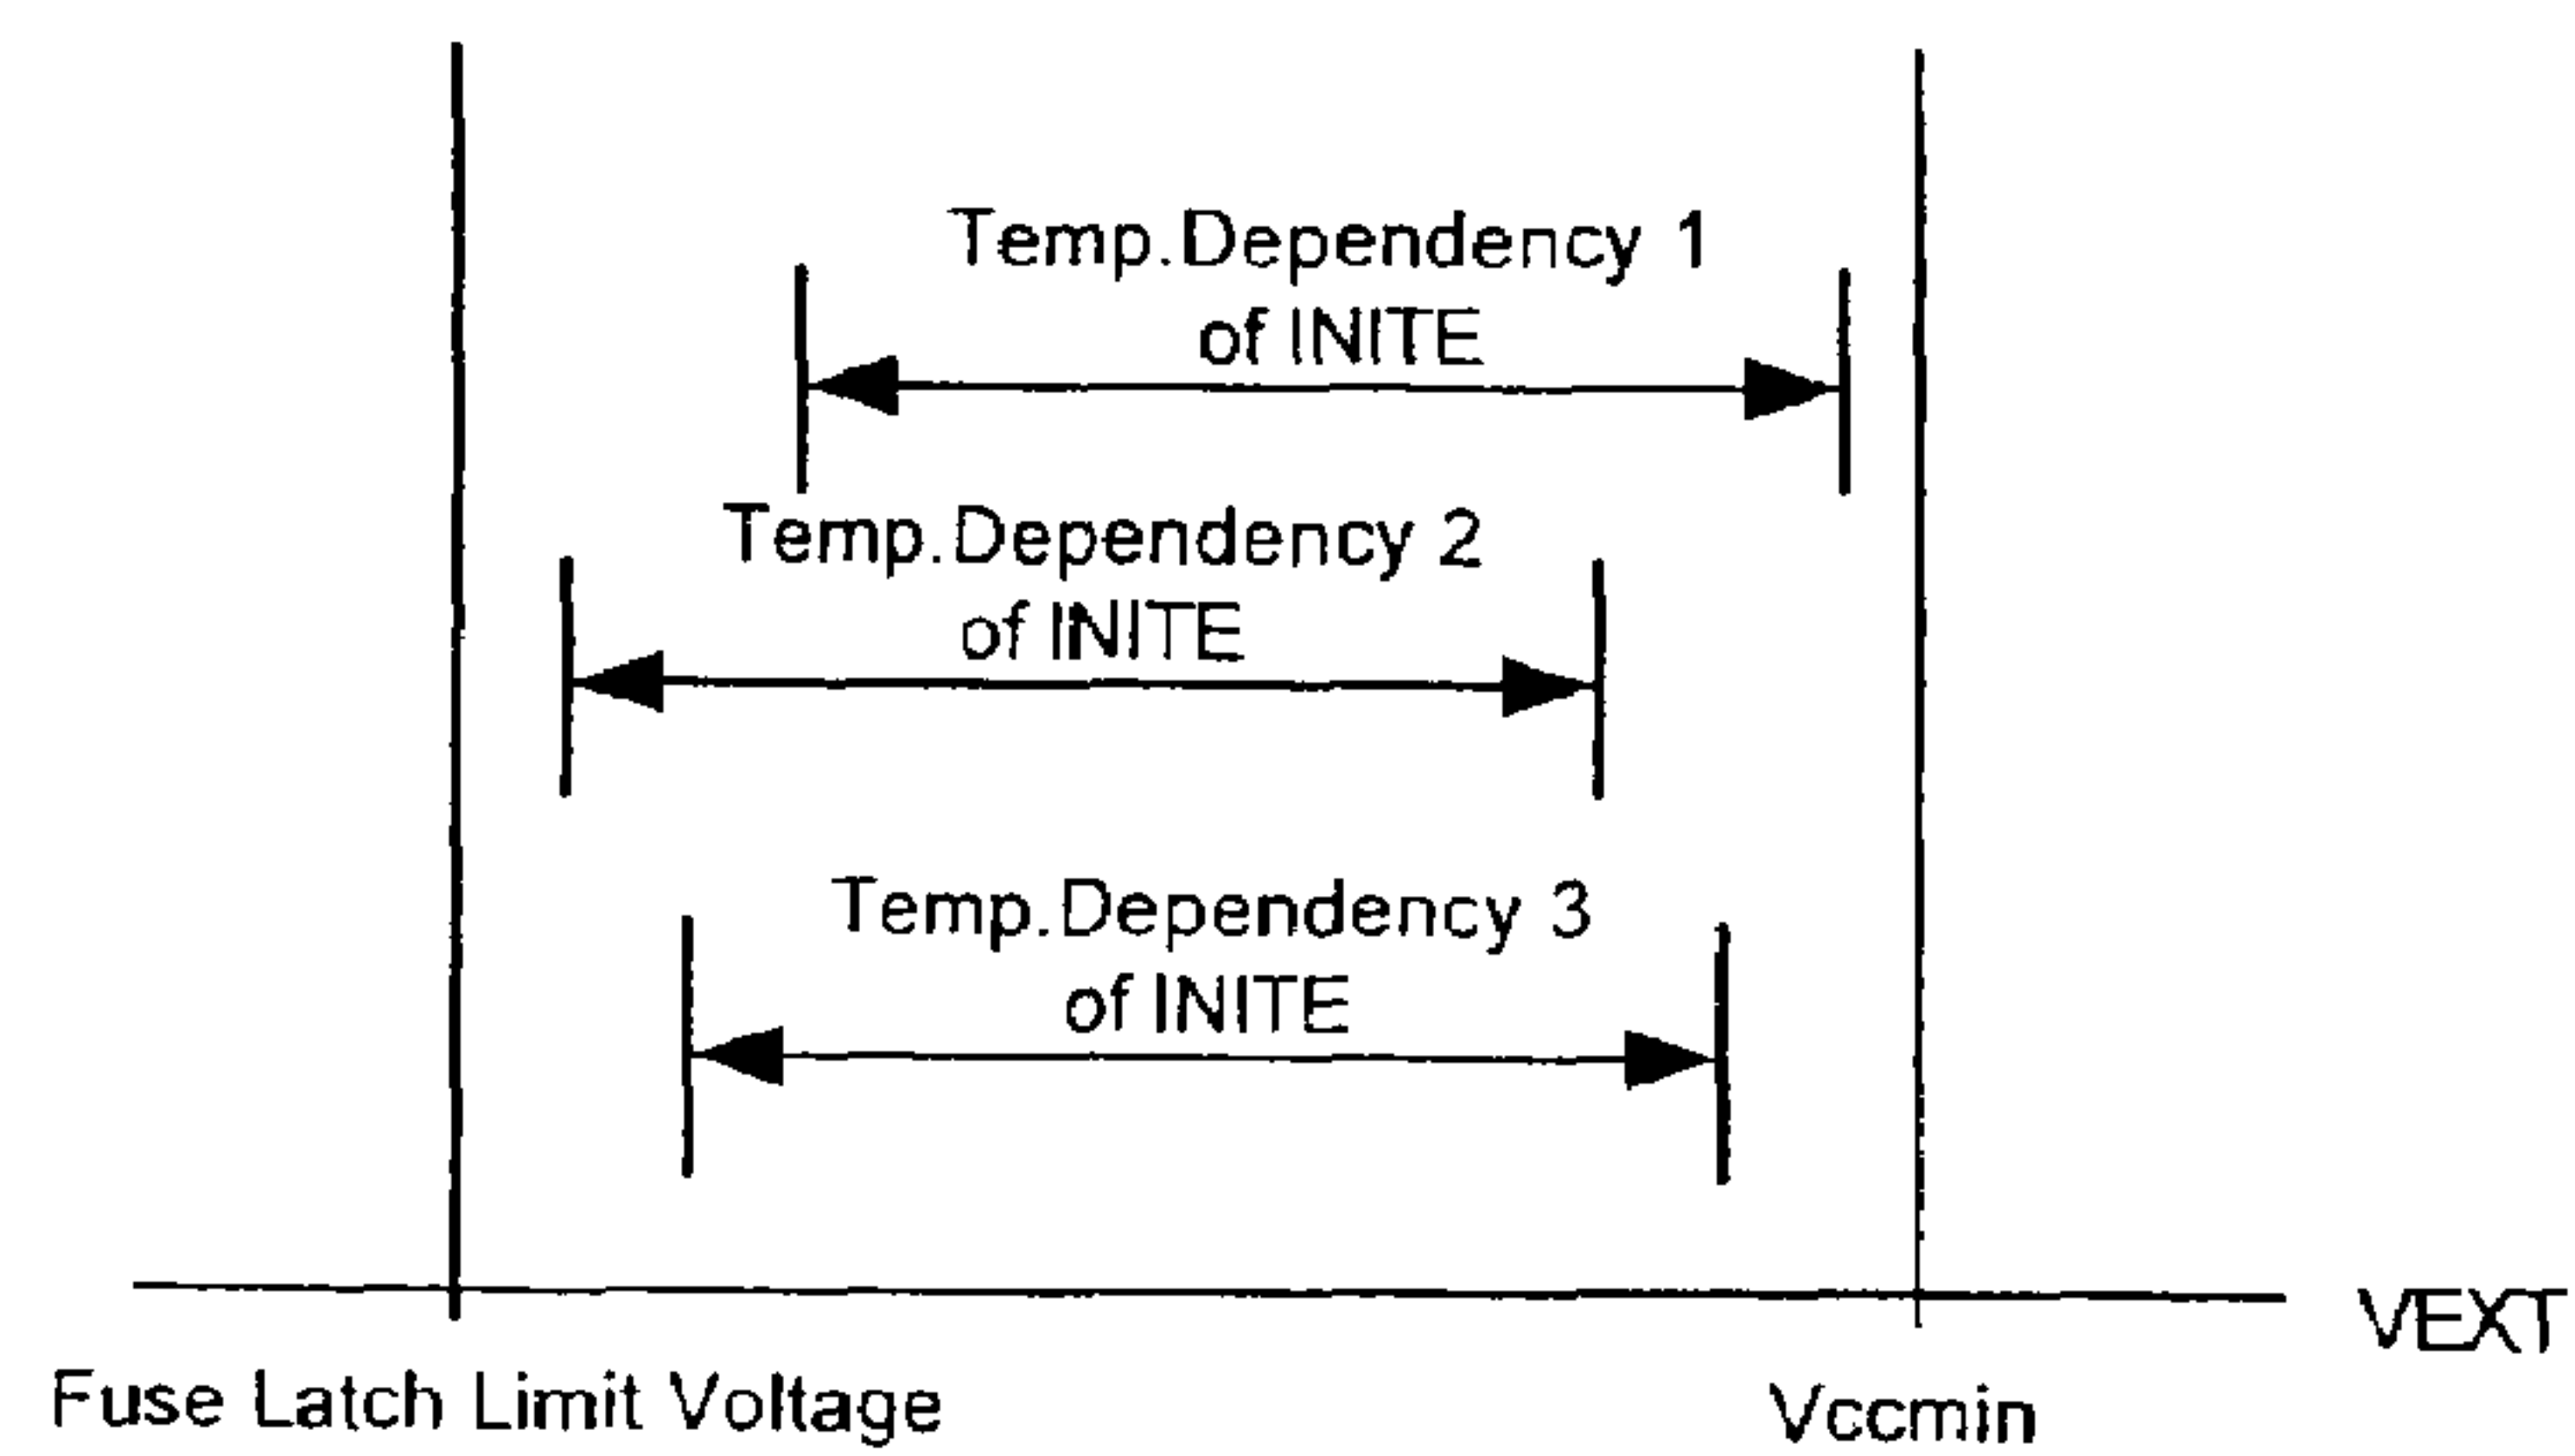 Temp.Dependency 1
of INITE
Temp.Dependency 2
of INITE
Temp.Dependency 3
of INITE
VEXT
Fuse Latch Limit Voltage
Vccmin